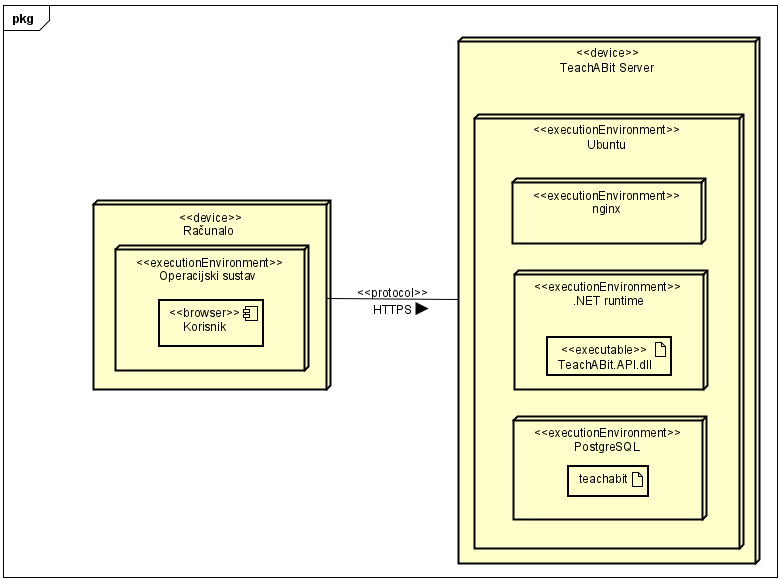 pkg
<<device>>
Računalo
<<executionEnvironment>>
Operacijski sustav
<<browser>>
Korisnik
<<protocol>>
HTTPS
<<device>>
TeachABit Server
<<executionEnvironment>>
Ubuntu
<<executionEnvironment>>
nginx
<<executionEnvironment>>
.NET runtime
<<executable>>
TeachABit.API.dll
<<executionEnvironment>>
PostgreSQL
teachabit